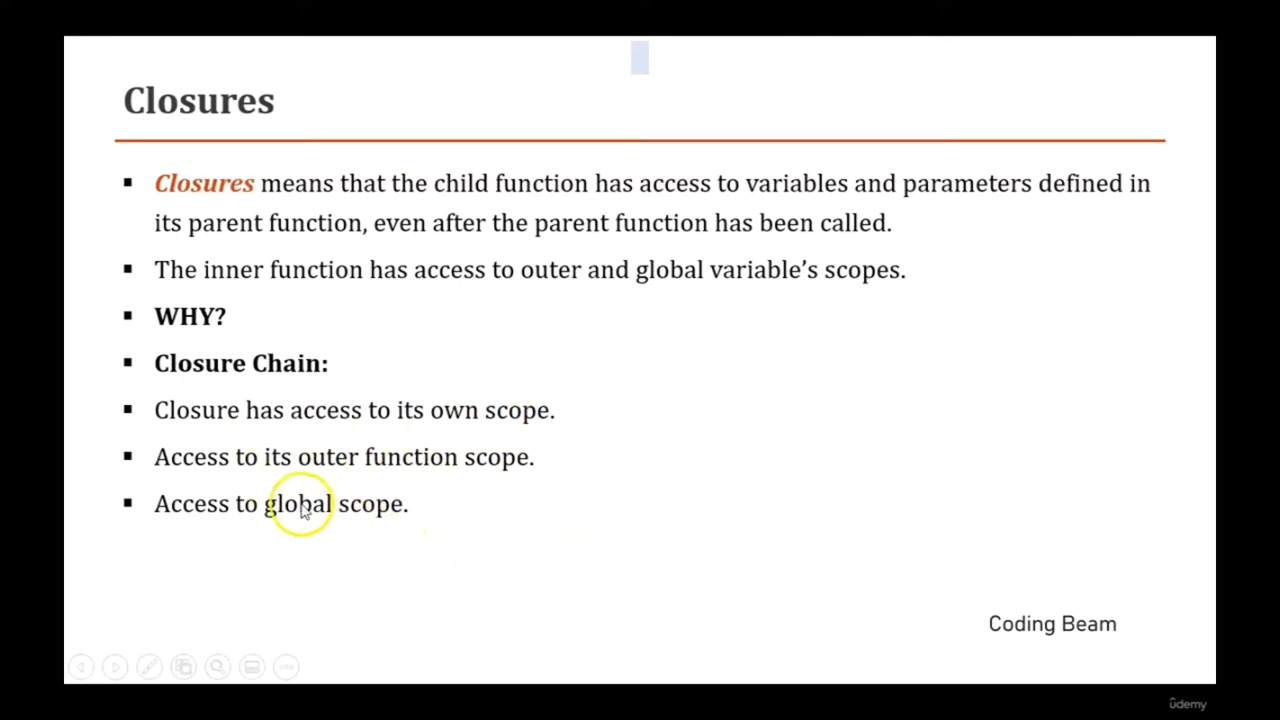 Closures
Closures means that the child function has access to variables and parameters defined in
its parent function, even after the parent function has been called.
The inner function has access to outer and global variable's scopes.
WHY?
Closure Chain:
Closure has access to its own scope.
Access to its outer function scope.
Access to global scope.
Coding Beam
ûdemy